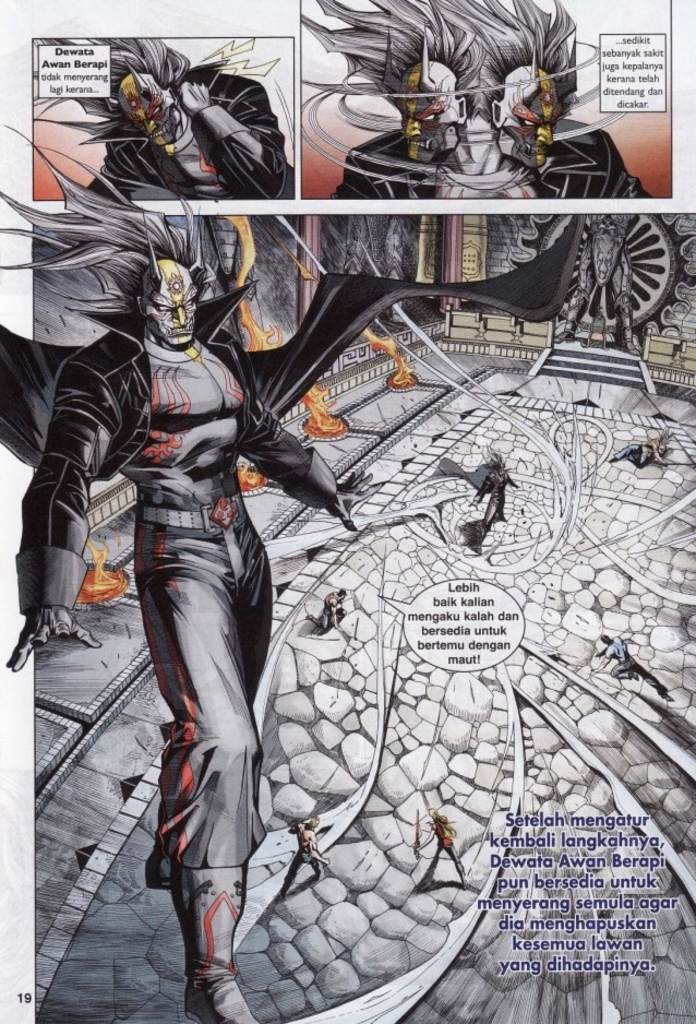 Dewata
Awan Berapi
tidak menyerang
lagi kerana...
...sedikit
sebanyak sakit
juga kepalanya
kerana telah
ditendang dan
dicakar.
Lebih
baik kalian
mengaku kalah dan
bersedia untuk
bertemu dengan
maut!
Setelah mengatur
kembali langkahnya,
Dewata Awan Berapi
pun bersedia untuk
menyerang semula agar
dia menghapuskan
kesemua lawan
yang dihadapinya.
19